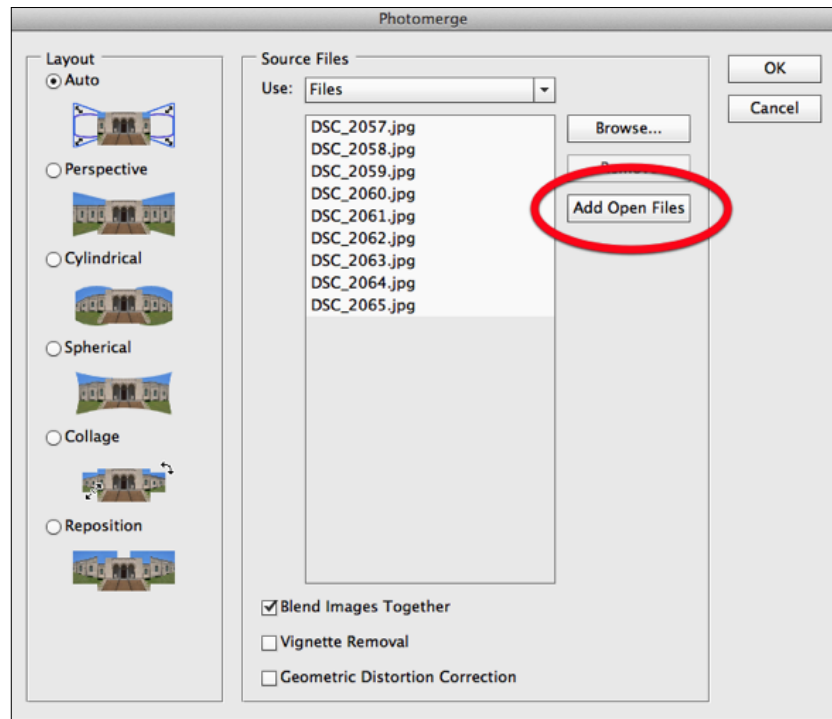 Photomerge
Layout
Auto
Perspective
Cylindrical
Spherical
Collage
Reposition
Source Files
Use: Files
DSC_2057.jpg
DSC_2058.jpg
DSC_2059.jpg
DSC_2060.jpg
DSC_2061.jpg
DSC_2062.jpg
DSC_2063.jpg
DSC_2064.jpg
DSC_2065.jpg
Browse...
Add Open Files
Blend Images Together
Vignette Removal
Geometric Distortion Correction
OK
Cancel